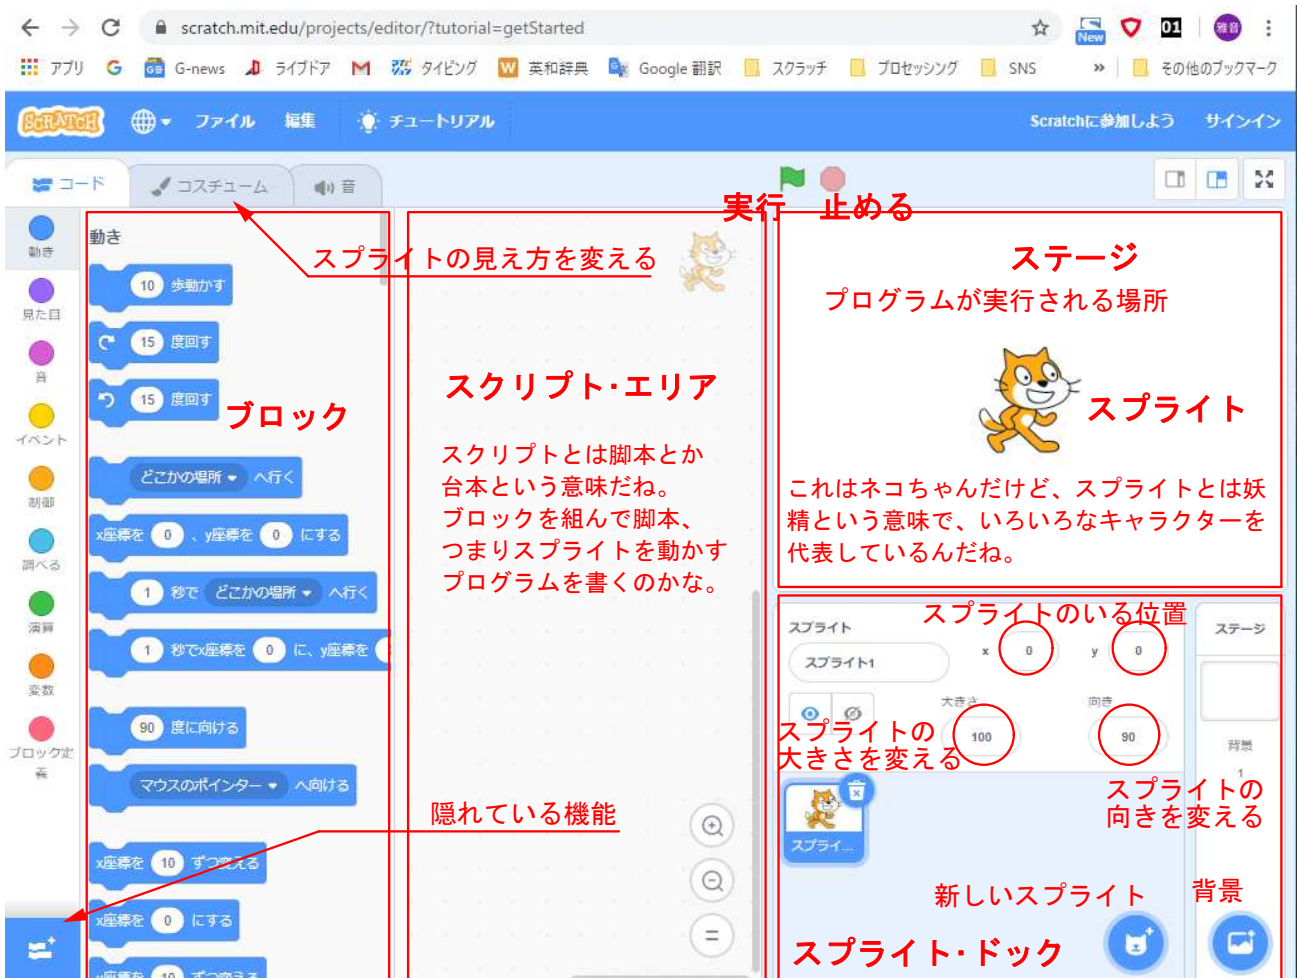 scratch.mit.edu/projects/editor/?tutorial=getStarted
New
01
雅音
アプリ
G-news
ライブドア
タイピング
英和辞典
Google 翻訳
スクラッチ
プロセッシング
SNS
»
その他のブックマーク
SCRATCH
ファイル
編集
チュートリアル
Scratchに参加しよう
サインイン
コード
コスチューム
音
実行
止める
動き
見た目
音
イベント
制御
調べる
演算
変数
ブロック定
義
動き
スプライトの見え方を変える
10 歩動かす
15 度回す
15 度回す
ブロック
どこかの場所 へ行く
x座標を 0 、y座標を 0 にする
1 秒で どこかの場所 へ行く
1 秒でx座標を 0 に、y座標を
90 度に向ける
マウスのポインター へ向ける
隠れている機能
x座標を 10 ずつ変える
x座標を 0 にする
y座標を 10 ずつ変える
スクリプト・エリア
スクリプトとは脚本とか
台本という意味だね。
ブロックを組んで脚本、
つまりスプライトを動かす
プログラムを書くのかな。
ステージ
プログラムが実行される場所
スプライト
これはネコちゃんだけど、スプライトとは妖
精という意味で、いろいろなキャラクターを
代表しているんだね。
スプライトのいる位置
スプライト
スプライト1
x 0
y 0
大きさ
100
向き
90
スプライトの
大きさを変える
スプライトの
向きを変える
スプライ...
ステージ
背景
1
新しいスプライト
背景
スプライト・ドック